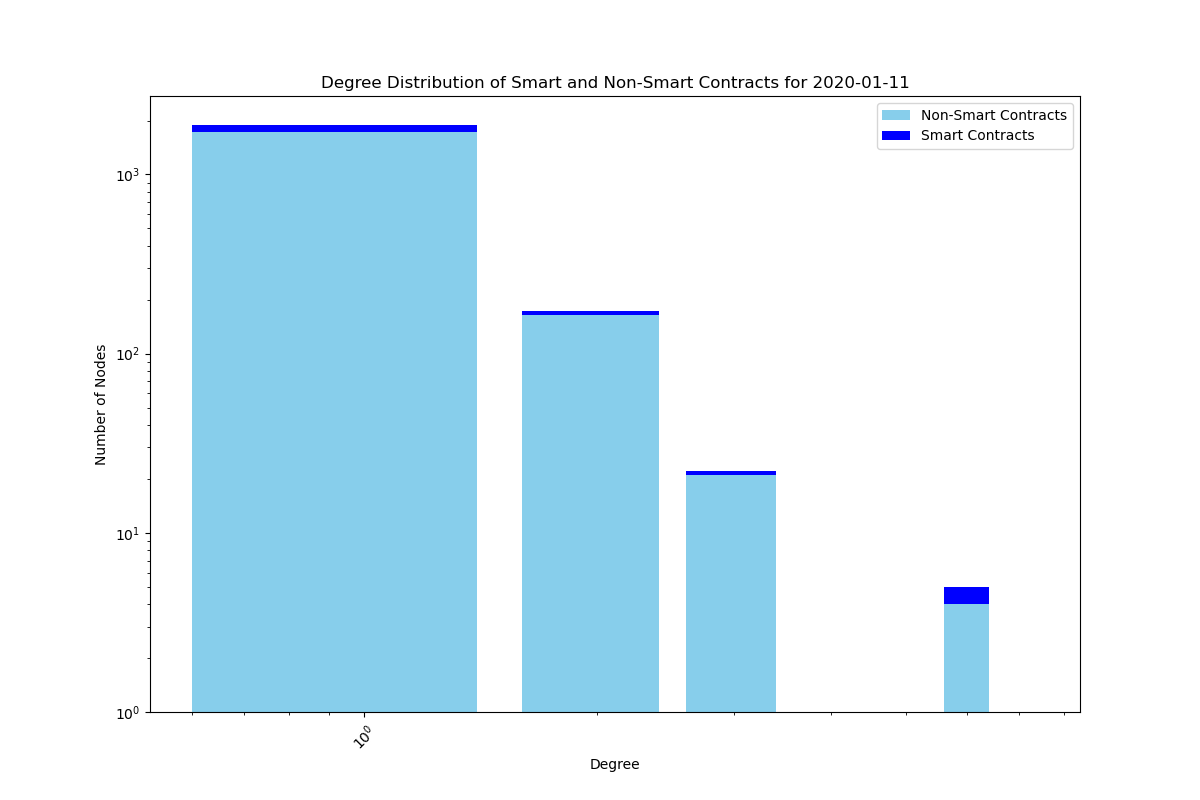 Degree Distribution of Smart and Non-Smart Contracts for 2020-01-11
Non-Smart Contracts
Smart Contracts
10³
10²
10¹
10⁰
Number of Nodes
10⁰
Degree